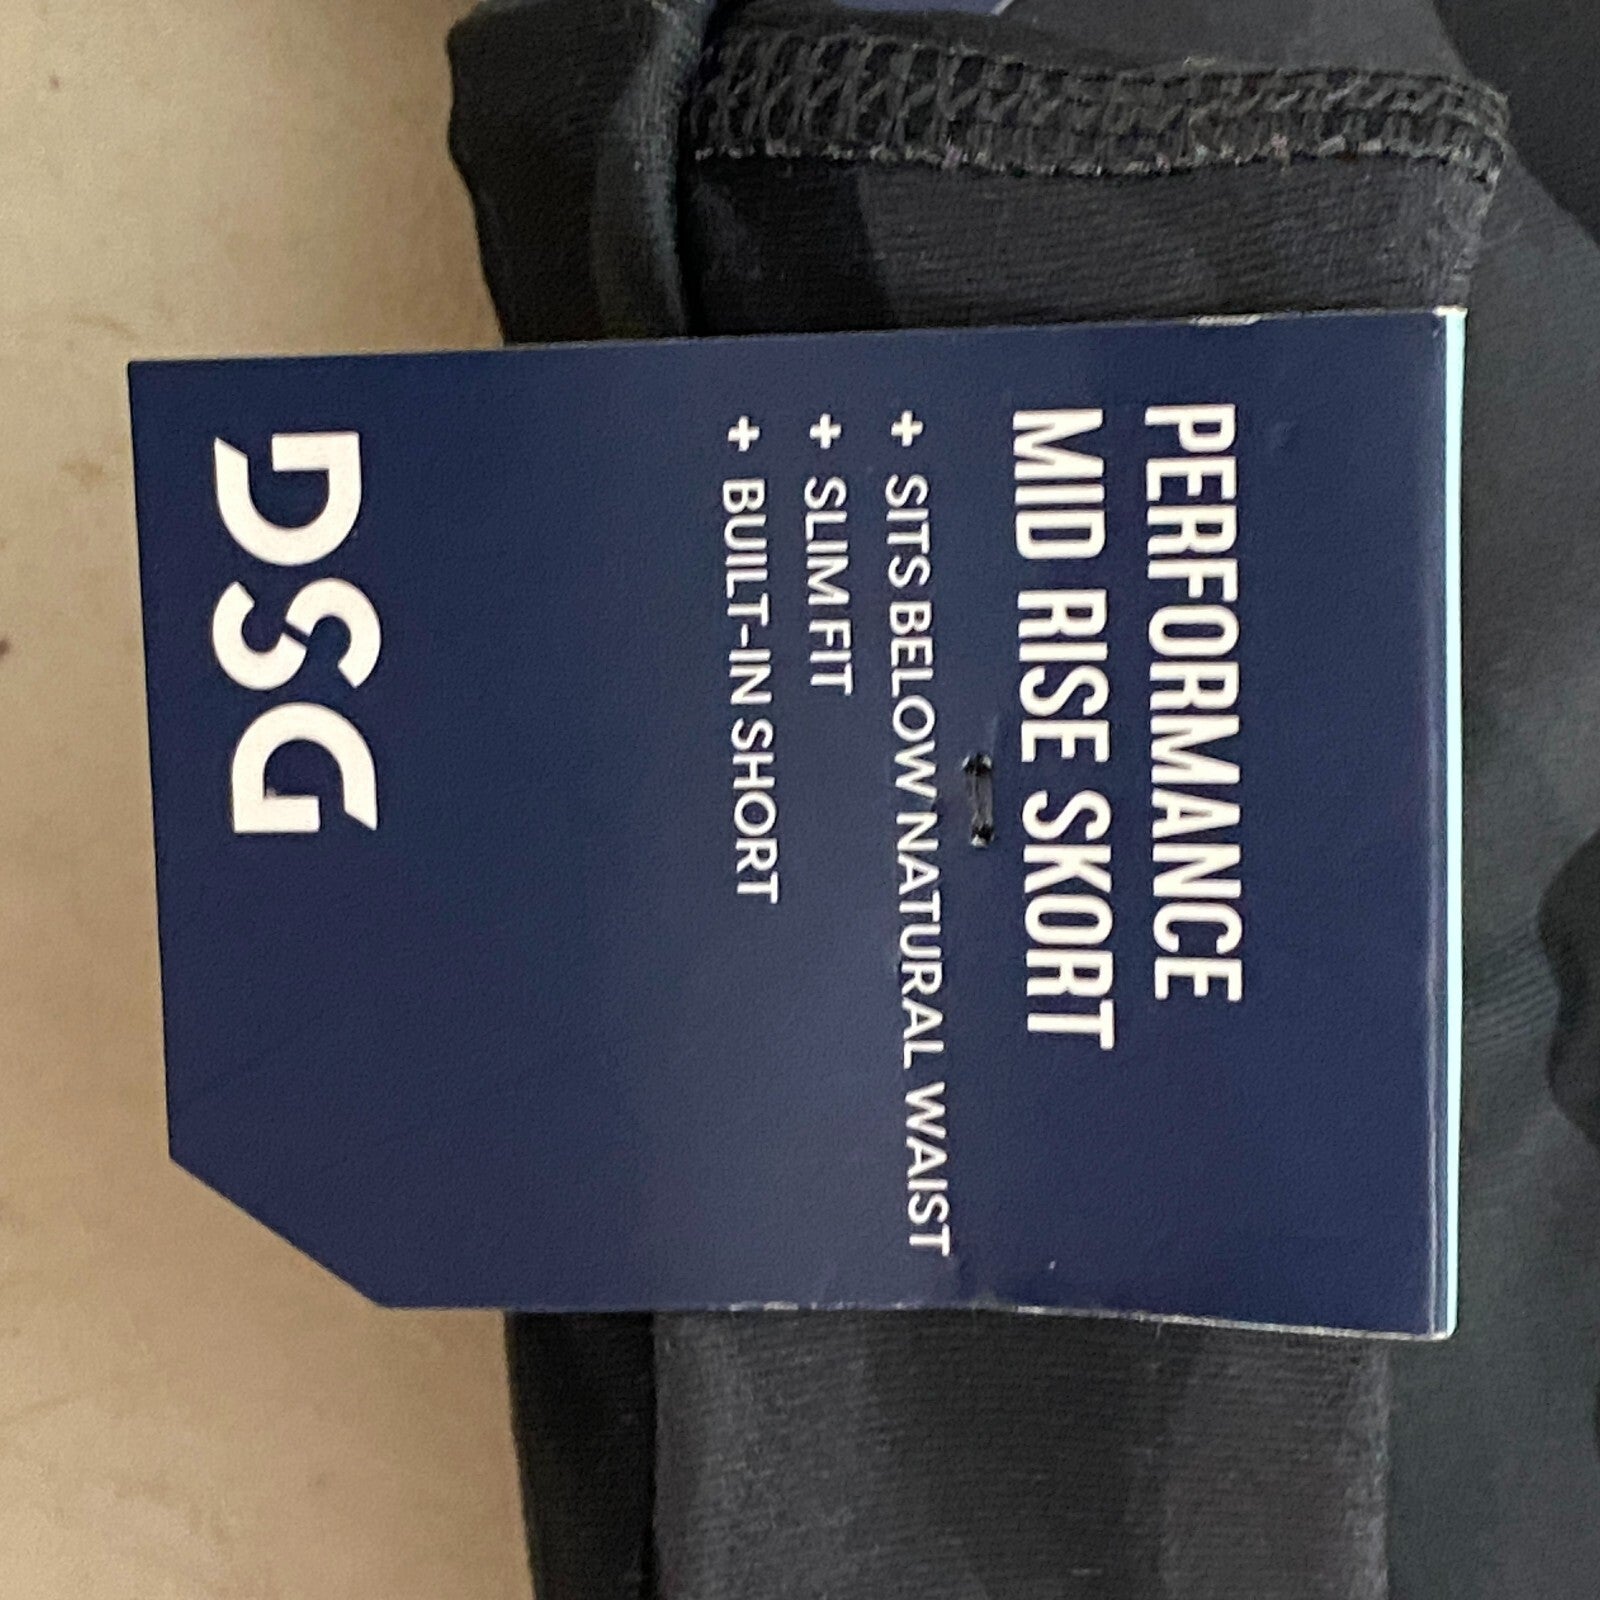 PERFORMANCE
MID RISE SKORT
+ SITS BELOW NATURAL WAIST
+ SLIM FIT
+ BUILT-IN SHORT
DSG